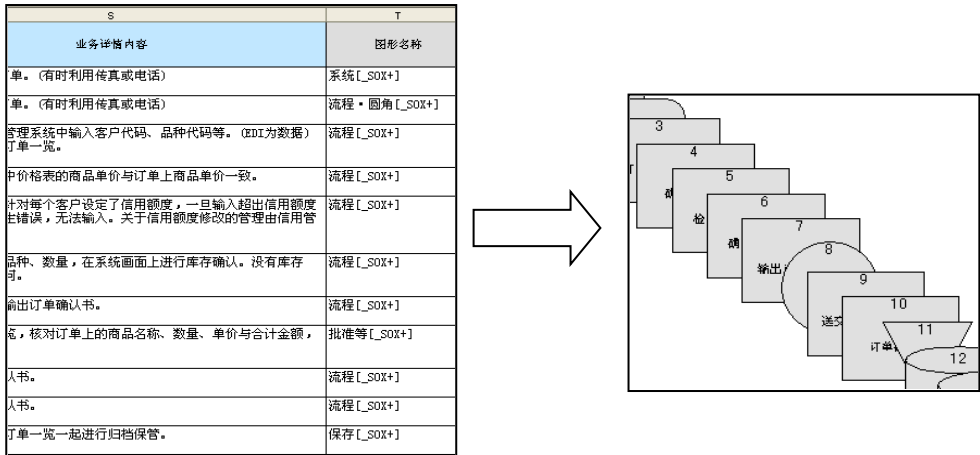 S T
业务详情内容 图形名称
单。(有时利用传真或电话) 系统[_SOX+]
单。(有时利用传真或电话) 流程・圆角[_SOX+]
管理系统中输入客户代码、品种代码等。(EDI为数据) 流程[_SOX+]
订单一览。
中价格表的商品单价与订单上商品单价一致。 流程[_SOX+]
针对每个客户设定了信用额度,一旦输入超出信用额度 流程[_SOX+]
生错误,无法输入。关于信用额度修改的管理由信用管
品种、数量,在系统画面上进行库存确认。没有库存 流程[_SOX+]
可。
输出订单确认书。 流程[_SOX+]
览,核对订单上的商品名称、数量、单价与合计金额, 批准等[_SOX+]
认书。 流程[_SOX+]
认书。 流程[_SOX+]
订单一览一起进行归档保管。 保存[_SOX+]
3
4
5
确
6
检
7
确
8
输出
9
10
送交
11
订单
12